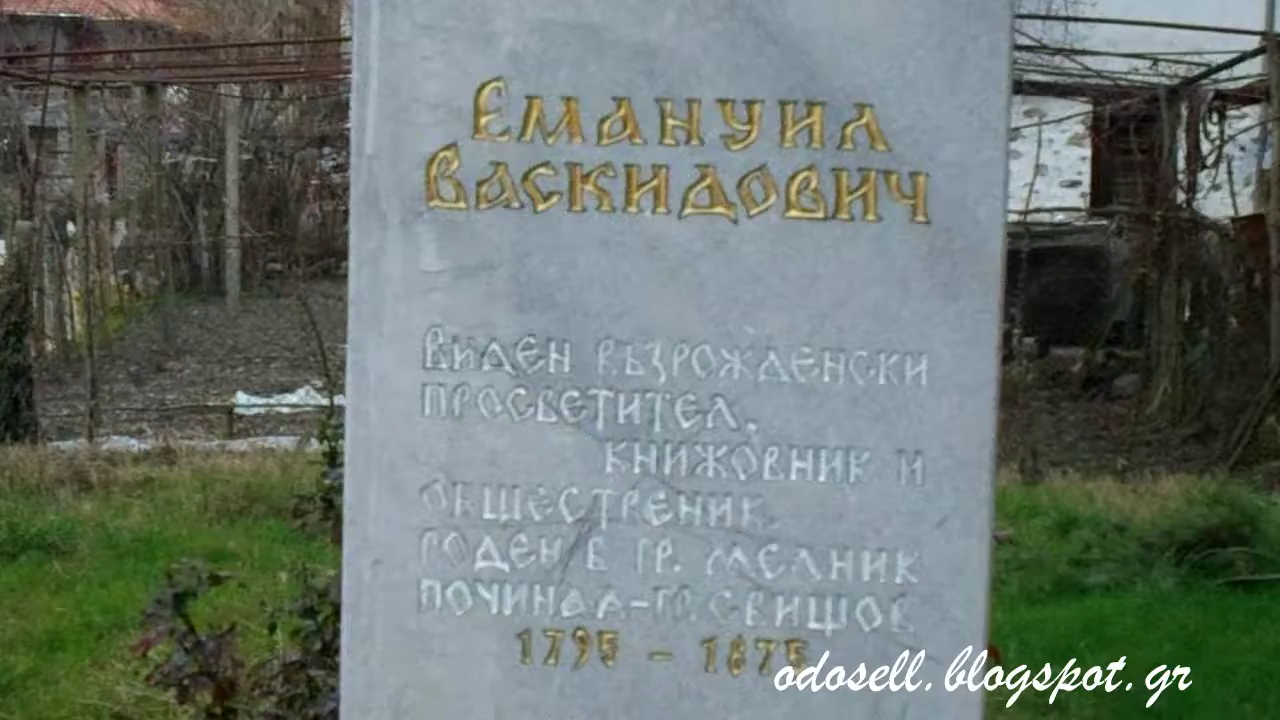 Емануил
Васкидович
Виден възрожденски
просветител,
книжовник и
общественик
роден в гр. Мелник
починал-гр. Свищов
1795 - 1875
odosell.blogspot.gr